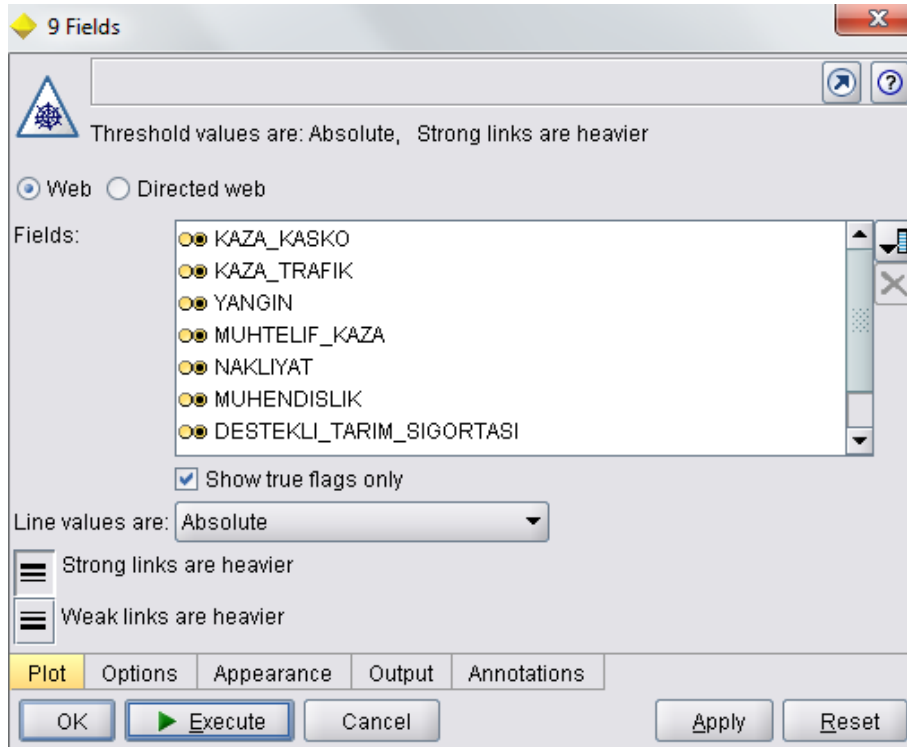 9 Fields
Threshold values are: Absolute, Strong links are heavier
Web Directed web
Fields:
KAZA_KASKO
KAZA_TRAFIK
YANGIN
MUHTELIF_KAZA
NAKLIYAT
MUHENDISLIK
DESTEKLI_TARIM_SIGORTASI
Show true flags only
Line values are: Absolute
Strong links are heavier
Weak links are heavier
Plot Options Appearance Output Annotations
OK Execute Cancel Apply Reset